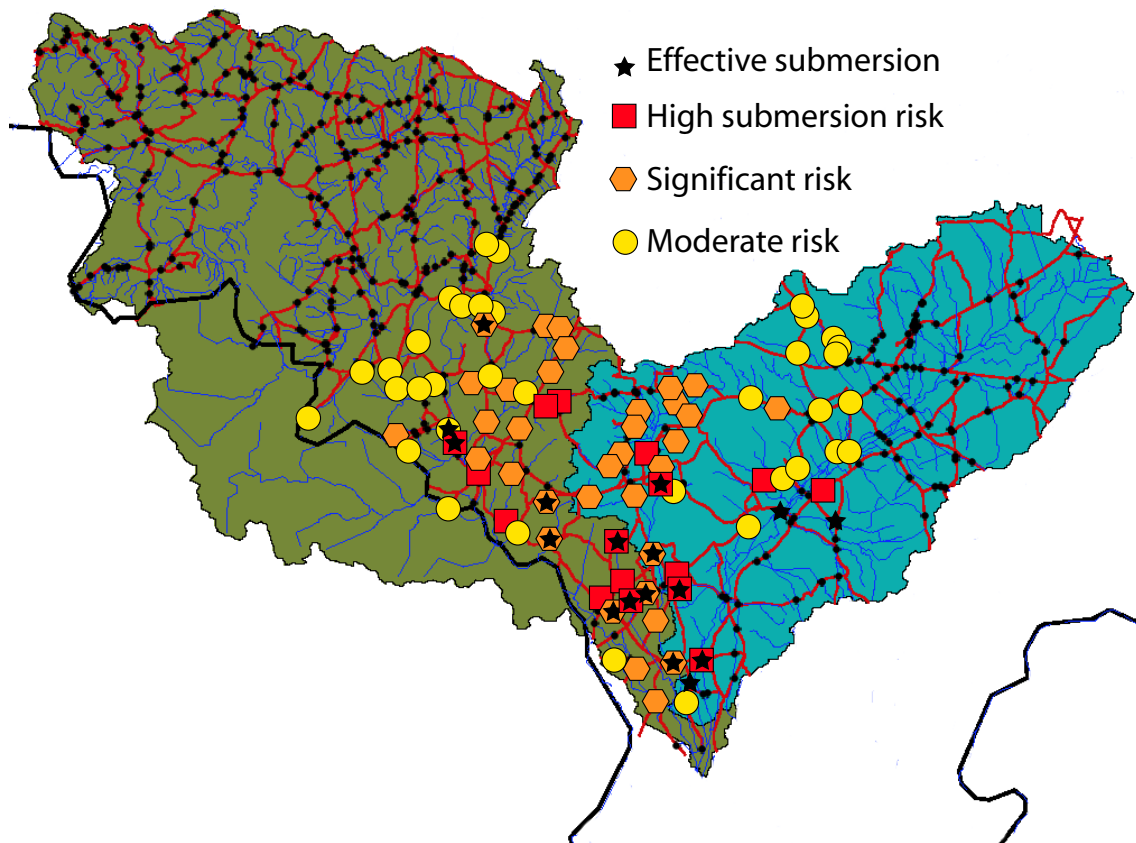 Effective submersion
High submersion risk
Significant risk
Moderate risk